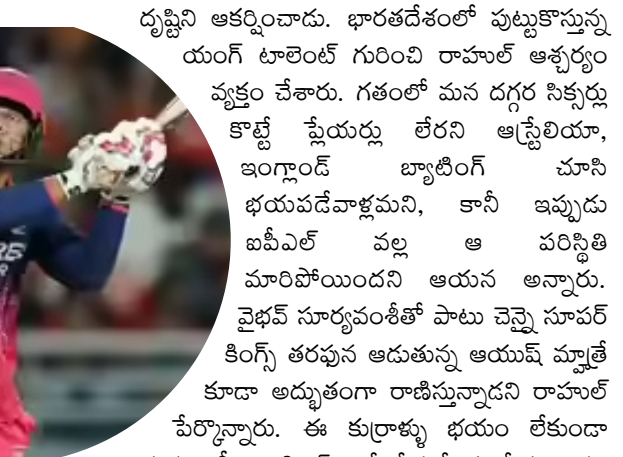 దృష్టిని ఆకర్షించాడు. భారతదేశంలో పుట్టుకొస్తున్న
యంగ్ టాలెంట్ గురించి రాహుల్ ఆశ్చర్యం
వ్యక్తం చేశారు. గతంలో మన దగ్గర సిక్సర్లు
కొట్టే ప్లేయర్లు లేరని ఆస్ట్రేలియా,
ఇంగ్లాండ్ బ్యాటింగ్ చూసి
భయపడేవాళ్లమని, కానీ ఇప్పుడు
ఐపీఎల్ వల్ల ఆ పరిస్థితి
మారిపోయిందని ఆయన అన్నారు.
వైభవ్ సూర్యవంశీతో పాటు చెన్నై సూపర్
కింగ్స్ తరఫున ఆడుతున్న ఆయుష్ మ్హాత్రే
కూడా అద్భుతంగా రాణిస్తున్నాడని రాహుల్
పేర్కొన్నారు. ఈ కుర్రాళ్ళు భయం లేకుండా